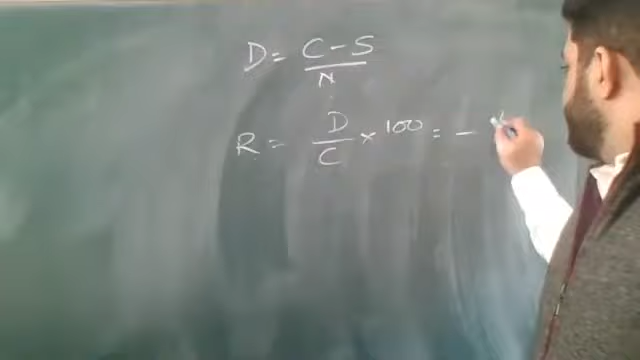 D = C - S / N
R = D / C × 100 = - %